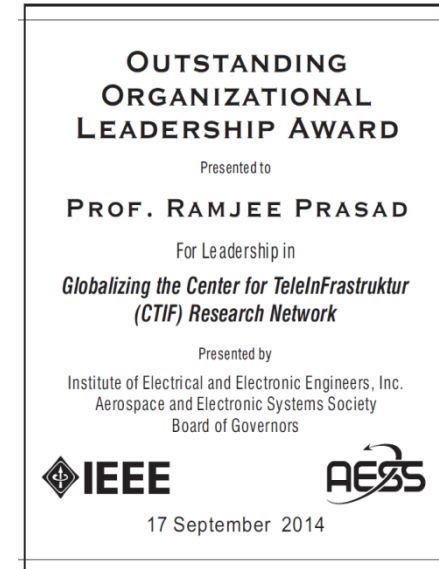 OUTSTANDING
ORGANIZATIONAL
LEADERSHIP AWARD
Presented to
PROF. RAMJEE PRASAD
For Leadership in
Globalizing the Center for TeleInFrastruktur
(CTIF) Research Network
Presented by
Institute of Electrical and Electronic Engineers, Inc.
Aerospace and Electronic Systems Society
Board of Governors
IEEE AESS
17 September 2014